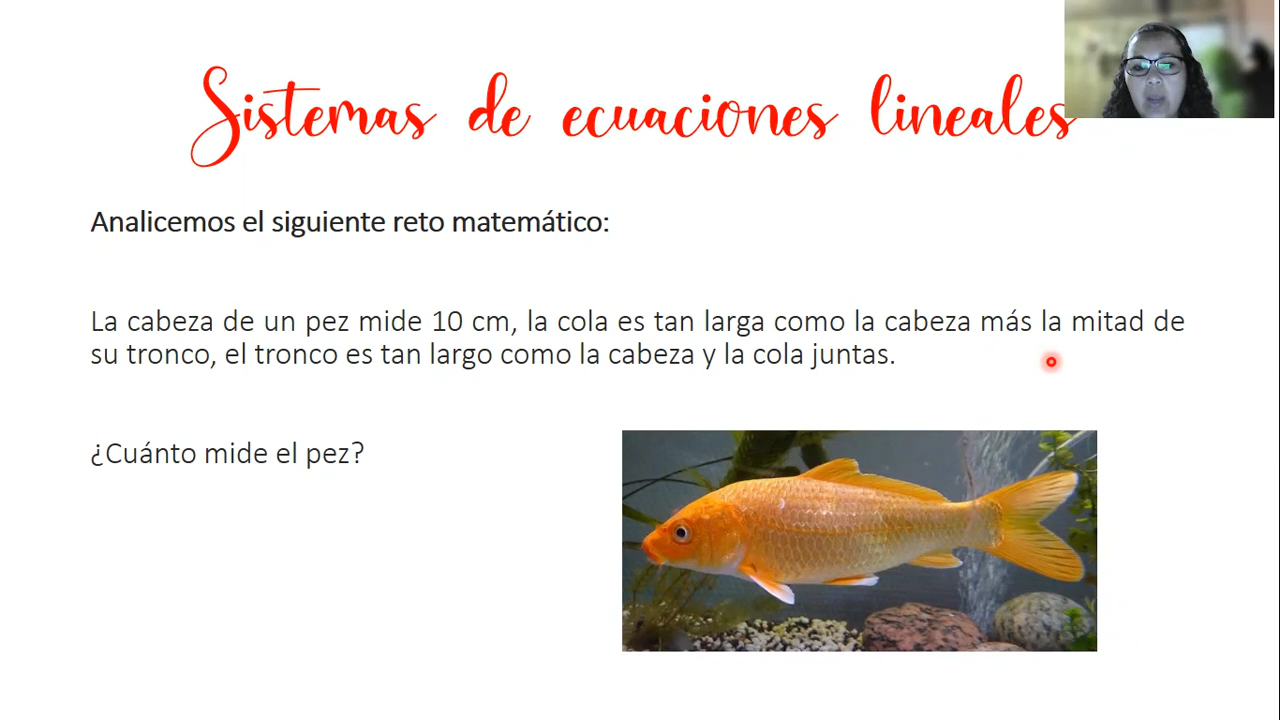 Sistemas de ecuaciones lineales
Analicemos el siguiente reto matemático:
La cabeza de un pez mide 10 cm, la cola es tan larga como la cabeza más la mitad de
su tronco, el tronco es tan largo como la cabeza y la cola juntas.
¿Cuánto mide el pez?